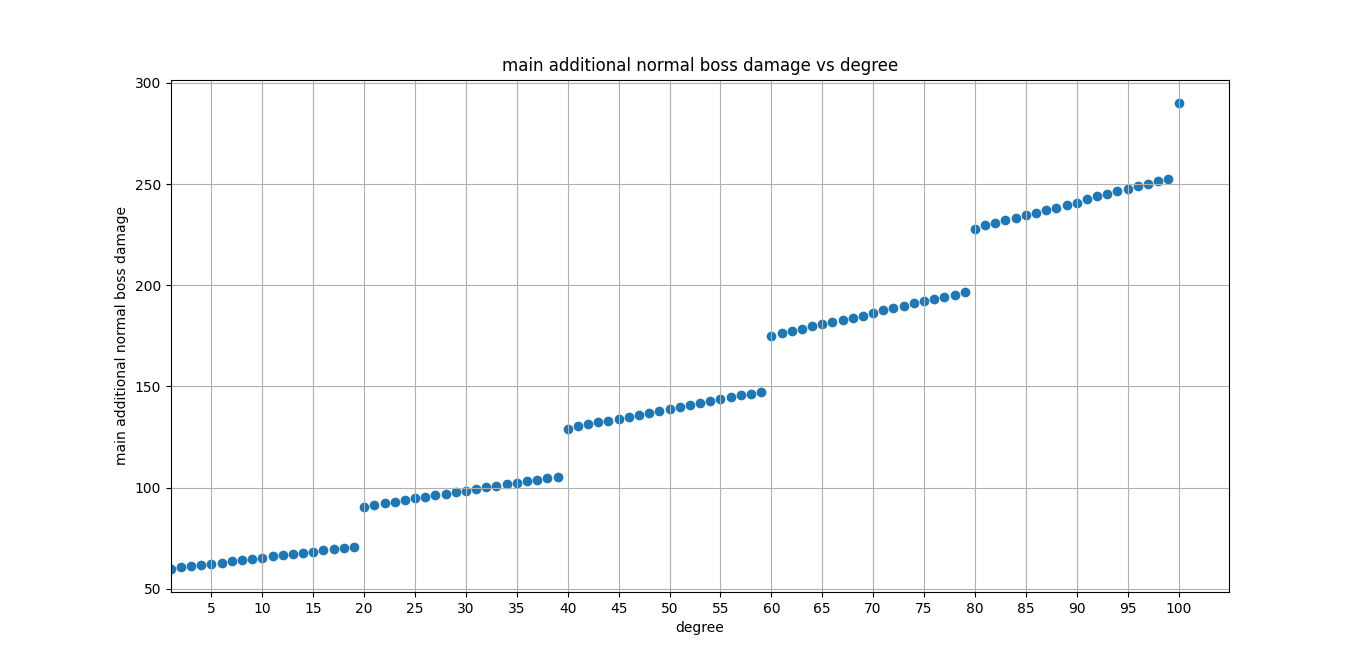 main additional normal boss damage vs degree
300
250
200
150
100
50
main additional normal boss damage
5 10 15 20 25 30 35 40 45 50 55 60 65 70 75 80 85 90 95 100
degree